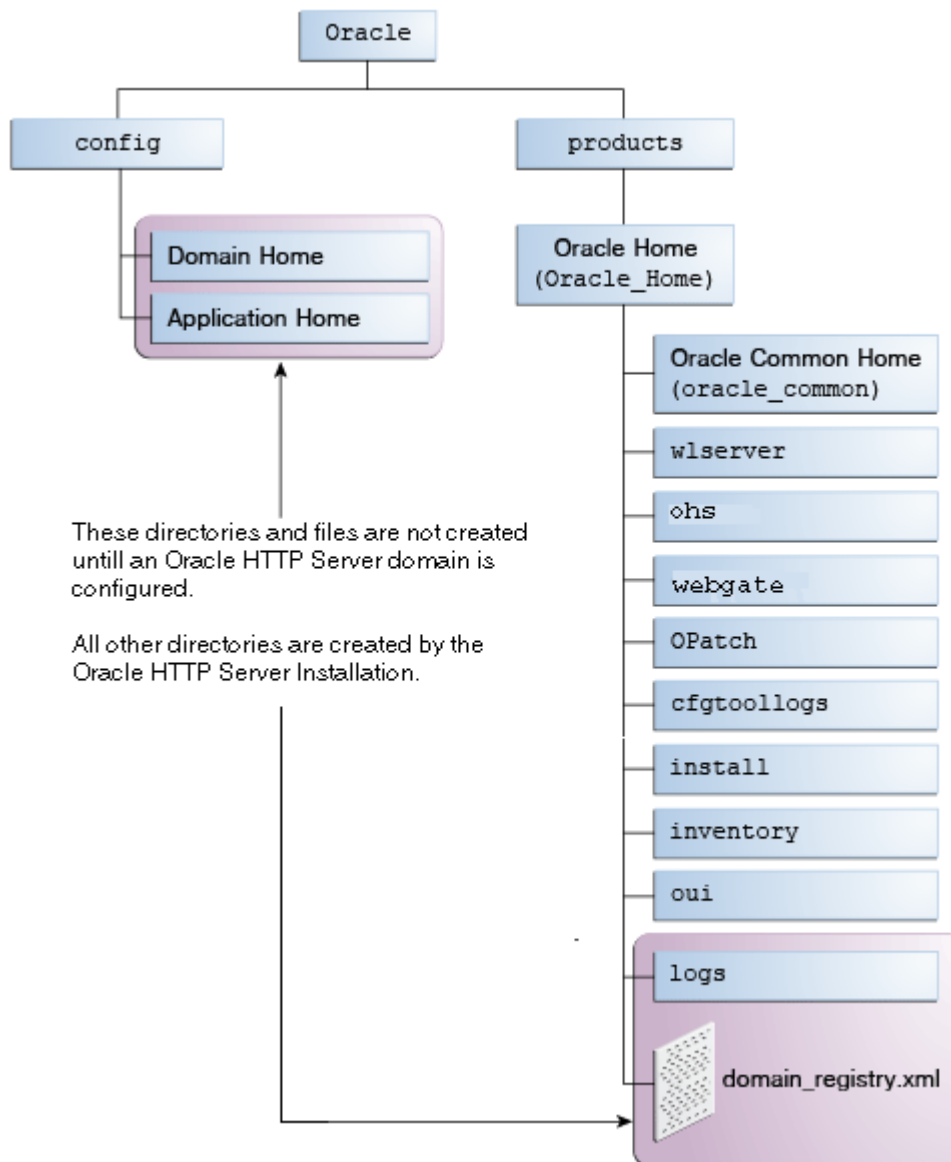 Oracle
config
products
Domain Home
Application Home
Oracle Home
(Oracle_Home)
Oracle Common Home
(oracle_common)
wlserver
ohs
webgate
OPatch
cfgtoollogs
install
inventory
oui
logs
domain_registry.xml
These directories and files are not created
untill an Oracle HTTP Server domain is
configured.
All other directories are created by the
Oracle HTTP Server Installation.